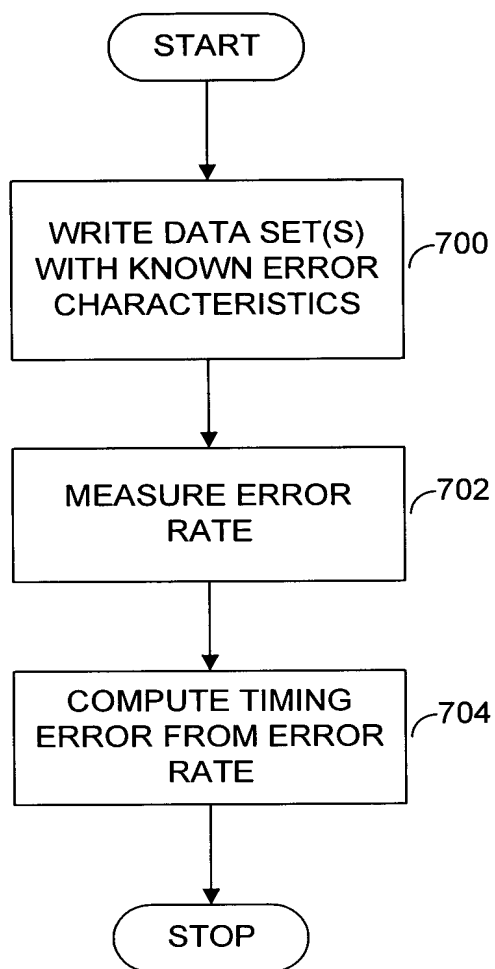 START
WRITE DATA SET(S)
WITH KNOWN ERROR
CHARACTERISTICS
700
MEASURE ERROR
RATE
702
COMPUTE TIMING
ERROR FROM ERROR
RATE
704
STOP